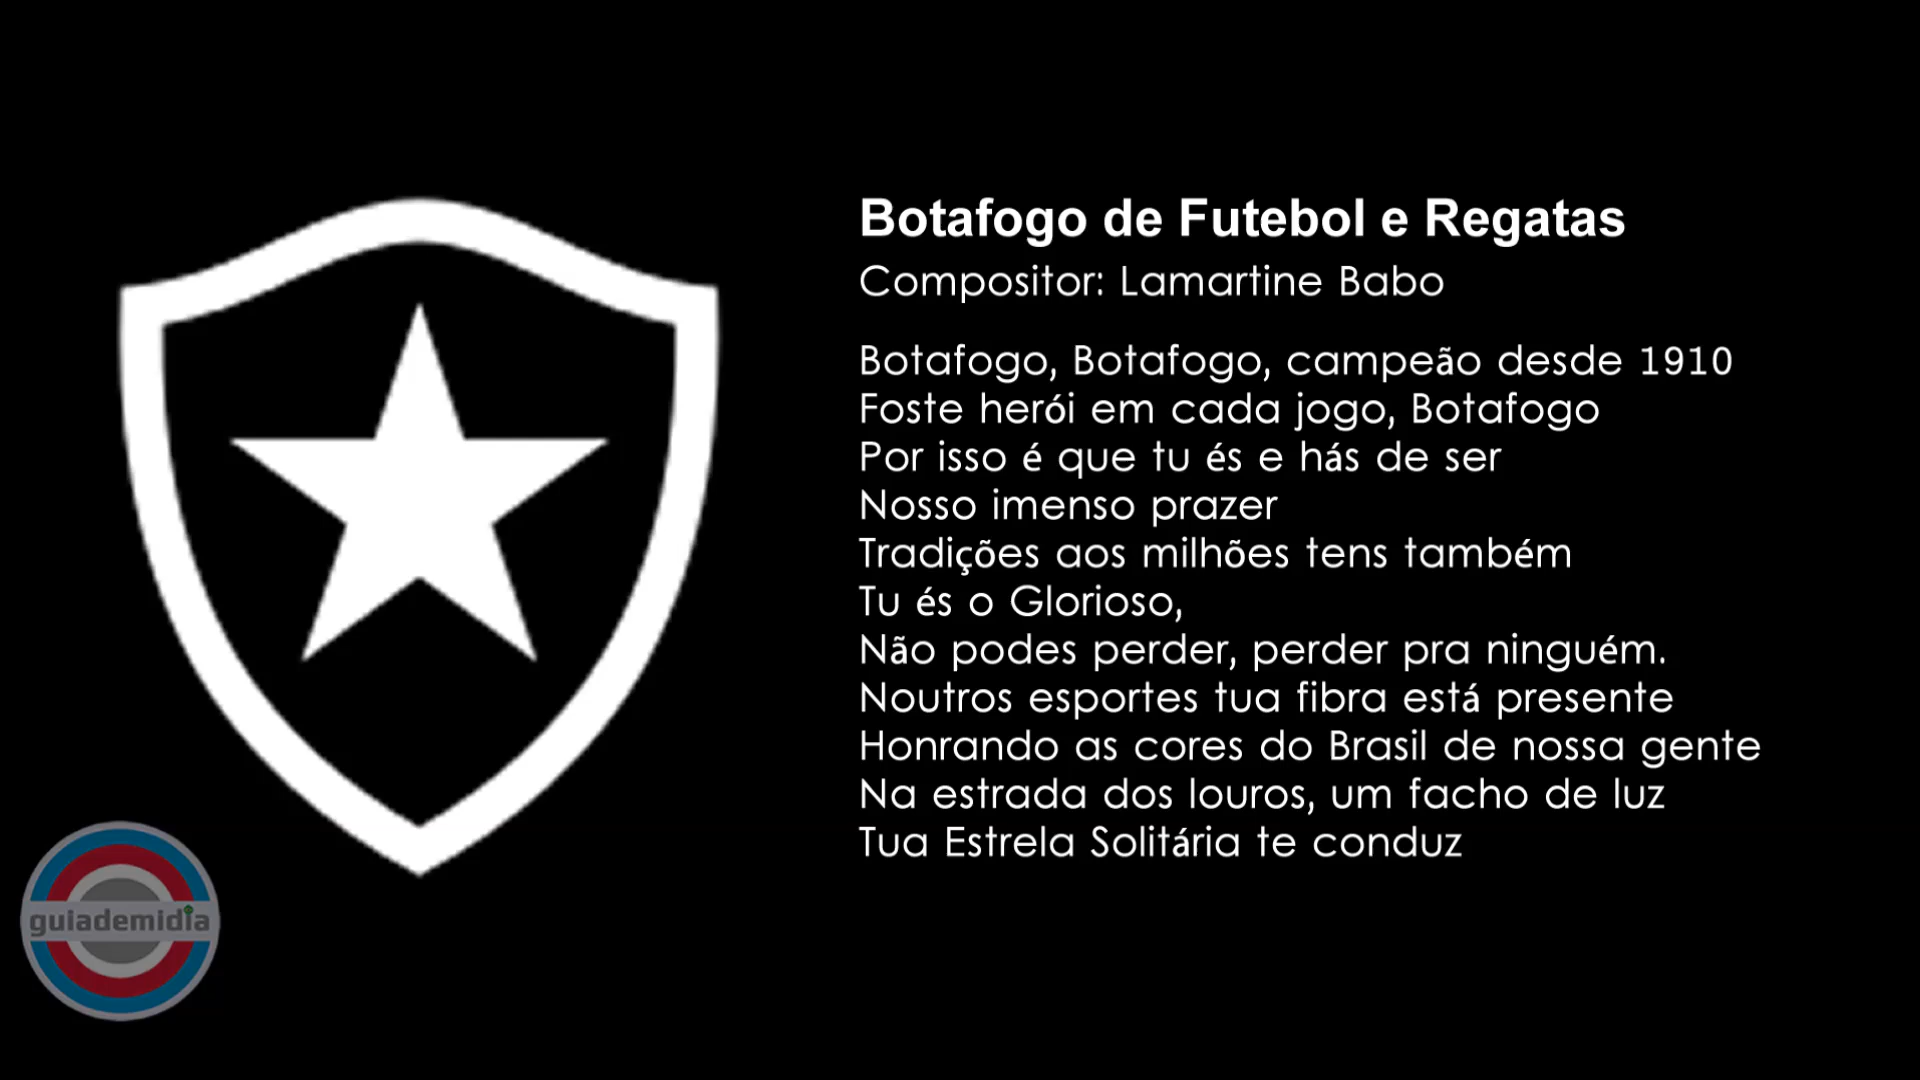 Botafogo de Futebol e Regatas
Compositor: Lamartine Babo
Botafogo, Botafogo, campeão desde 1910
Foste herói em cada jogo, Botafogo
Por isso é que tu és e hás de ser
Nosso imenso prazer
Tradições aos milhões tens também
Tu és o Glorioso,
Não podes perder, perder pra ninguém.
Noutros esportes tua fibra está presente
Honrando as cores do Brasil de nossa gente
Na estrada dos louros, um facho de luz
Tua Estrela Solitária te conduz
guiademidia